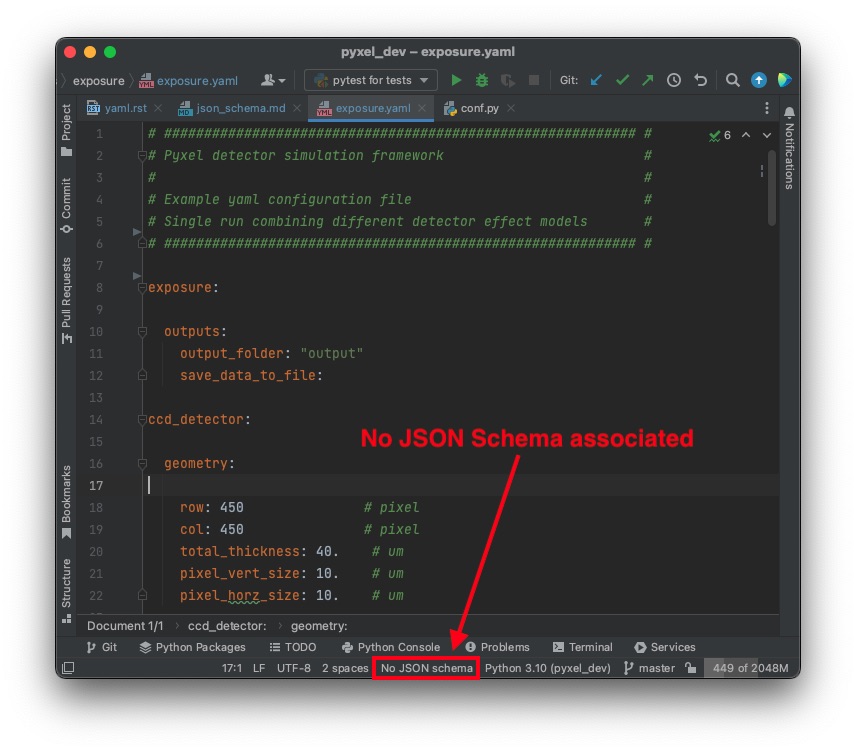 pyxel_dev – exposure.yaml
exposure
exposure.yaml
pytest for tests
Git:
yaml.rst
json_schema.md
exposure.yaml
conf.py
Project
Commit
Pull Requests
Bookmarks
Structure
Notifications
6
1 # ########################################################### #
2 # Pyxel detector simulation framework #
3 # #
4 # Example yaml configuration file #
5 # Single run combining different detector effect models #
6 # ########################################################### #
7
8 exposure:
9
10 outputs:
11 output_folder: "output"
12 save_data_to_file:
13
14 ccd_detector:
15
No JSON Schema associated
16 geometry:
17
18 row: 450 # pixel
19 col: 450 # pixel
20 total_thickness: 40. # um
21 pixel_vert_size: 10. # um
22 pixel_horz_size: 10. # um
Document 1/1 ccd_detector: geometry:
Git Python Packages TODO Python Console Problems Terminal Services
17:1 LF UTF-8 2 spaces No JSON schema Python 3.10 (pyxel_dev) master 449 of 2048M